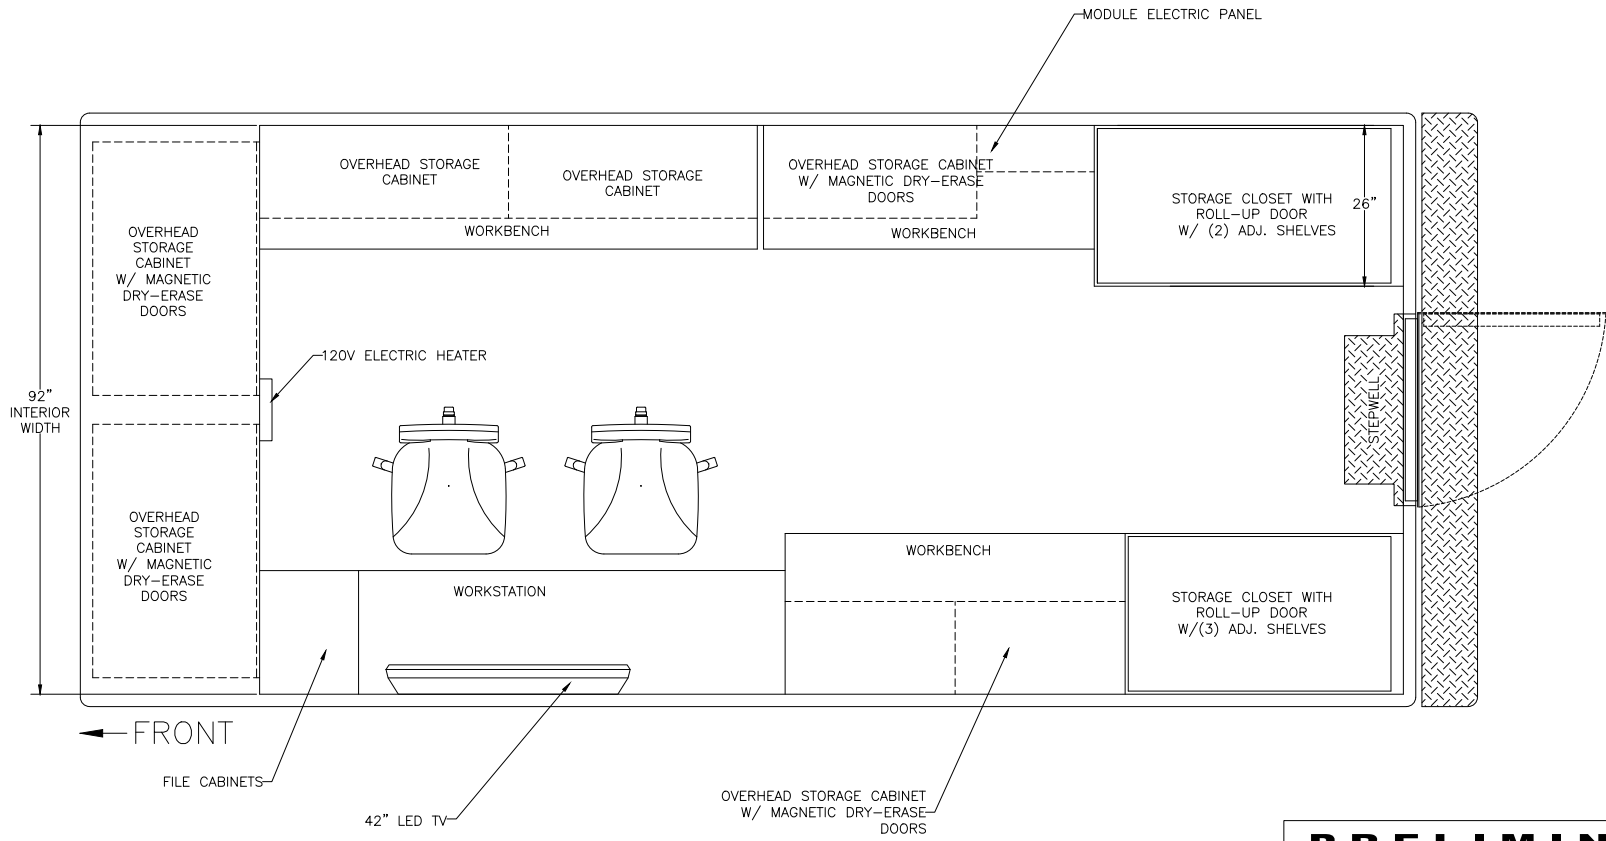 MODULE ELECTRIC PANEL
OVERHEAD STORAGE
CABINET
OVERHEAD STORAGE
CABINET
OVERHEAD STORAGE CABINET
W/ MAGNETIC DRY-ERASE
DOORS
STORAGE CLOSET WITH
ROLL-UP DOOR
W/ (2) ADJ. SHELVES
26"
WORKBENCH
WORKBENCH
OVERHEAD
STORAGE
CABINET
W/ MAGNETIC
DRY-ERASE
DOORS
120V ELECTRIC HEATER
92"
INTERIOR
WIDTH
STEPWELL
OVERHEAD
STORAGE
CABINET
W/ MAGNETIC
DRY-ERASE
DOORS
WORKSTATION
WORKBENCH
STORAGE CLOSET WITH
ROLL-UP DOOR
W/(3) ADJ. SHELVES
FRONT
FILE CABINETS
42" LED TV
OVERHEAD STORAGE CABINET
W/ MAGNETIC DRY-ERASE
DOORS